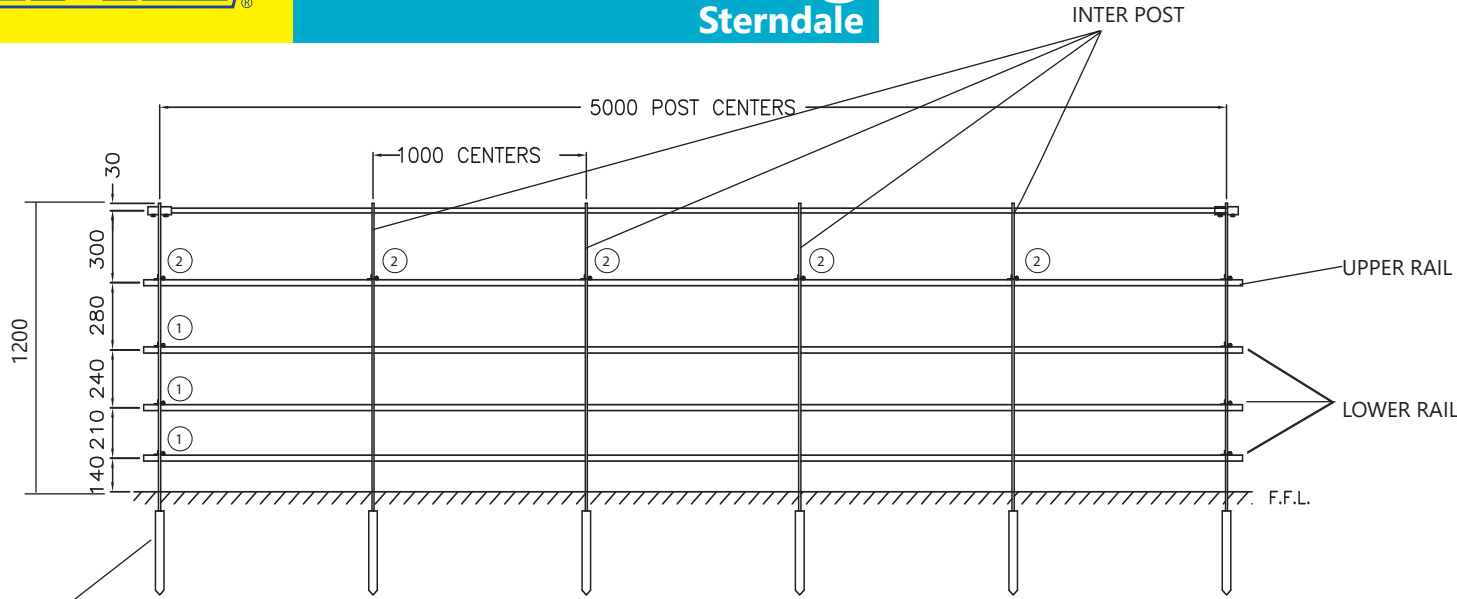 ®
Sterndale
INTER POST
5000 POST CENTERS
1000 CENTERS
30
300
280
240
210
140
1200
2
2
2
2
2
1
1
1
UPPER RAIL
LOWER RAIL
F.F.L.